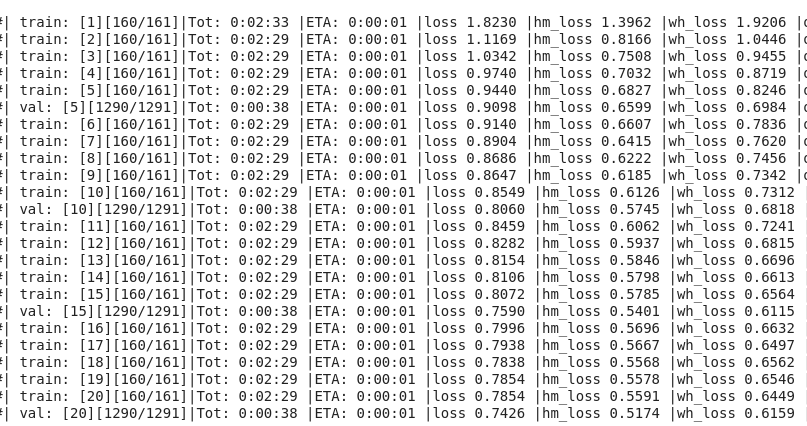 #| train: [1][160/161]|Tot: 0:02:33 |ETA: 0:00:01 |loss 1.8230 |hm_loss 1.3962 |wh_loss 1.9206 |o
#| train: [2][160/161]|Tot: 0:02:29 |ETA: 0:00:01 |loss 1.1169 |hm_loss 0.8166 |wh_loss 1.0446 |o
#| train: [3][160/161]|Tot: 0:02:29 |ETA: 0:00:01 |loss 1.0342 |hm_loss 0.7508 |wh_loss 0.9455 |o
#| train: [4][160/161]|Tot: 0:02:29 |ETA: 0:00:01 |loss 0.9740 |hm_loss 0.7032 |wh_loss 0.8719 |o
#| train: [5][160/161]|Tot: 0:02:29 |ETA: 0:00:01 |loss 0.9440 |hm_loss 0.6827 |wh_loss 0.8246 |o
#| val: [5][1290/1291]|Tot: 0:00:38 |ETA: 0:00:01 |loss 0.9098 |hm_loss 0.6599 |wh_loss 0.6984 |o
#| train: [6][160/161]|Tot: 0:02:29 |ETA: 0:00:01 |loss 0.9140 |hm_loss 0.6607 |wh_loss 0.7836 |o
#| train: [7][160/161]|Tot: 0:02:29 |ETA: 0:00:01 |loss 0.8904 |hm_loss 0.6415 |wh_loss 0.7620 |o
#| train: [8][160/161]|Tot: 0:02:29 |ETA: 0:00:01 |loss 0.8686 |hm_loss 0.6222 |wh_loss 0.7456 |o
#| train: [9][160/161]|Tot: 0:02:29 |ETA: 0:00:01 |loss 0.8647 |hm_loss 0.6185 |wh_loss 0.7342 |o
#| train: [10][160/161]|Tot: 0:02:29 |ETA: 0:00:01 |loss 0.8549 |hm_loss 0.6126 |wh_loss 0.7312 |
#| val: [10][1290/1291]|Tot: 0:00:38 |ETA: 0:00:01 |loss 0.8060 |hm_loss 0.5745 |wh_loss 0.6818 |
#| train: [11][160/161]|Tot: 0:02:29 |ETA: 0:00:01 |loss 0.8459 |hm_loss 0.6062 |wh_loss 0.7241 |
#| train: [12][160/161]|Tot: 0:02:29 |ETA: 0:00:01 |loss 0.8282 |hm_loss 0.5937 |wh_loss 0.6815 |
#| train: [13][160/161]|Tot: 0:02:29 |ETA: 0:00:01 |loss 0.8154 |hm_loss 0.5846 |wh_loss 0.6696 |
#| train: [14][160/161]|Tot: 0:02:29 |ETA: 0:00:01 |loss 0.8106 |hm_loss 0.5798 |wh_loss 0.6613 |
#| train: [15][160/161]|Tot: 0:02:29 |ETA: 0:00:01 |loss 0.8072 |hm_loss 0.5785 |wh_loss 0.6564 |
#| val: [15][1290/1291]|Tot: 0:00:38 |ETA: 0:00:01 |loss 0.7590 |hm_loss 0.5401 |wh_loss 0.6115 |
#| train: [16][160/161]|Tot: 0:02:29 |ETA: 0:00:01 |loss 0.7996 |hm_loss 0.5696 |wh_loss 0.6632 |
#| train: [17][160/161]|Tot: 0:02:29 |ETA: 0:00:01 |loss 0.7938 |hm_loss 0.5667 |wh_loss 0.6497 |
#| train: [18][160/161]|Tot: 0:02:29 |ETA: 0:00:01 |loss 0.7838 |hm_loss 0.5568 |wh_loss 0.6562 |
#| train: [19][160/161]|Tot: 0:02:29 |ETA: 0:00:01 |loss 0.7854 |hm_loss 0.5578 |wh_loss 0.6546 |
#| train: [20][160/161]|Tot: 0:02:29 |ETA: 0:00:01 |loss 0.7854 |hm_loss 0.5591 |wh_loss 0.6449 |
#| val: [20][1290/1291]|Tot: 0:00:38 |ETA: 0:00:01 |loss 0.7426 |hm_loss 0.5174 |wh_loss 0.6159 |